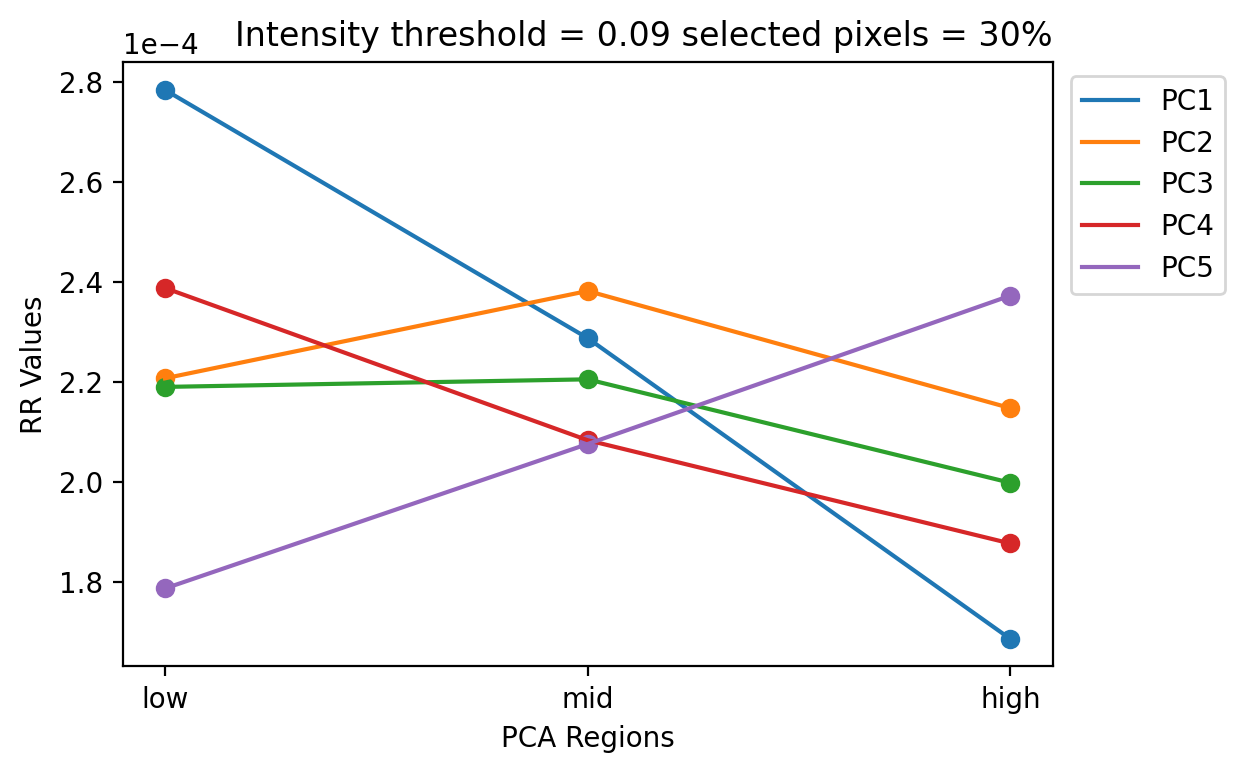 Intensity threshold = 0.09 selected pixels = 30%
1e−4
2.8
2.6
2.4
2.2
2.0
1.8
RR Values
low mid high
PCA Regions
PC1
PC2
PC3
PC4
PC5